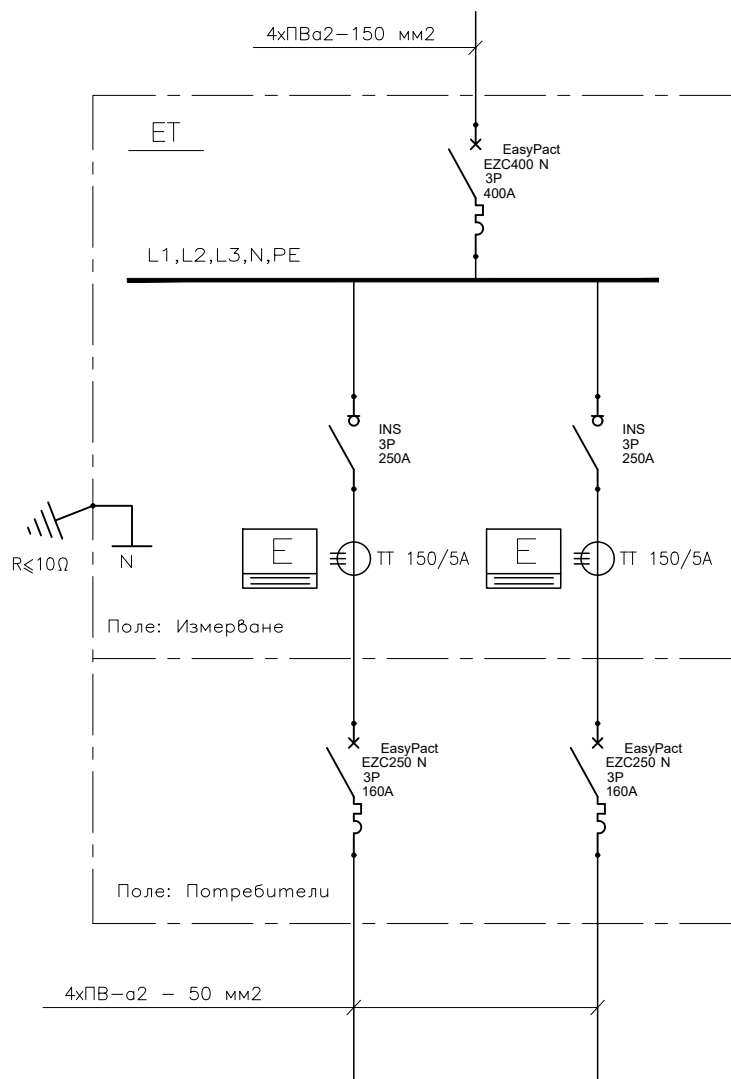 4хПВа2-150 мм2
ET
EasyPact
EZC400 N
3P
400A
L1,L2,L3,N,PE
INS
3P
250A
INS
3P
250A
E
TT 150/5A
E
TT 150/5A
R≤10Ω
N
Поле: Измерване
EasyPact
EZC250 N
3P
160A
EasyPact
EZC250 N
3P
160A
Поле: Потребители
4хПВ-а2 - 50 мм2